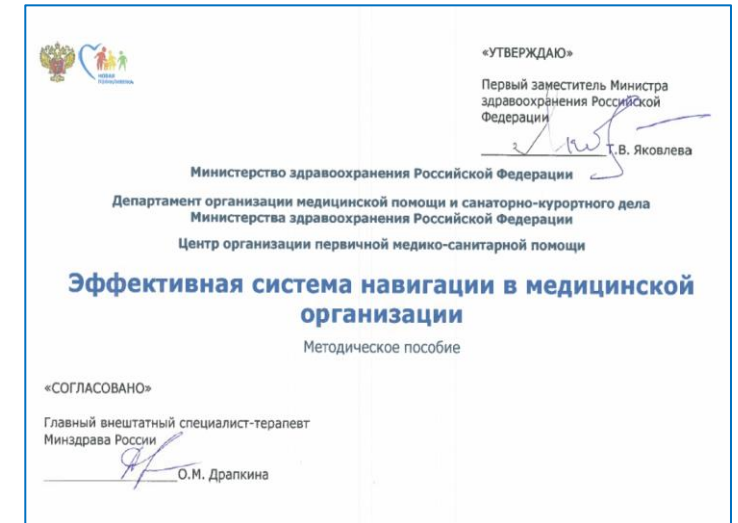 НОВАЯ
ПОЛИКЛИНИКА
«УТВЕРЖДАЮ»
Первый заместитель Министра
здравоохранения Российской
Федерации
Т.В. Яковлева
Министерство здравоохранения Российской Федерации
Департамент организации медицинской помощи и санаторно-курортного дела
Министерства здравоохранения Российской Федерации
Центр организации первичной медико-санитарной помощи
Эффективная система навигации в медицинской
организации
Методическое пособие
«СОГЛАСОВАНО»
Главный внештатный специалист-терапевт
Минздрава России
О.М. Драпкина